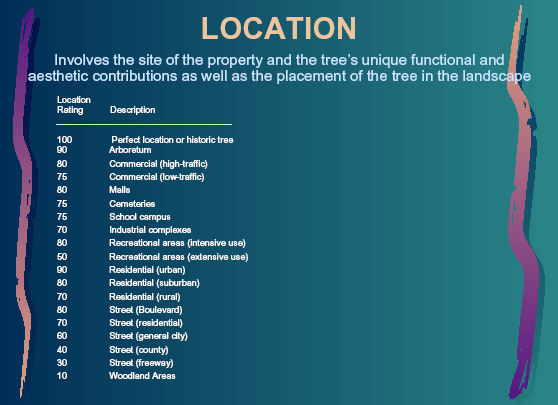 LOCATION
Involves the site of the property and the tree's unique functional and
aesthetic contributions as well as the placement of the tree in the landscape
Location
Rating Description
100 Perfect location or historic tree
90 Arboretum
80 Commercial (high-traffic)
75 Commercial (low-traffic)
80 Malls
75 Cemeteries
75 School campus
70 Industrial complexes
80 Recreational areas (intensive use)
50 Recreational areas (extensive use)
90 Residential (urban)
80 Residential (suburban)
70 Residential (rural)
80 Street (Boulevard)
70 Street (residential)
60 Street (general city)
40 Street (county)
30 Street (freeway)
10 Woodland Areas